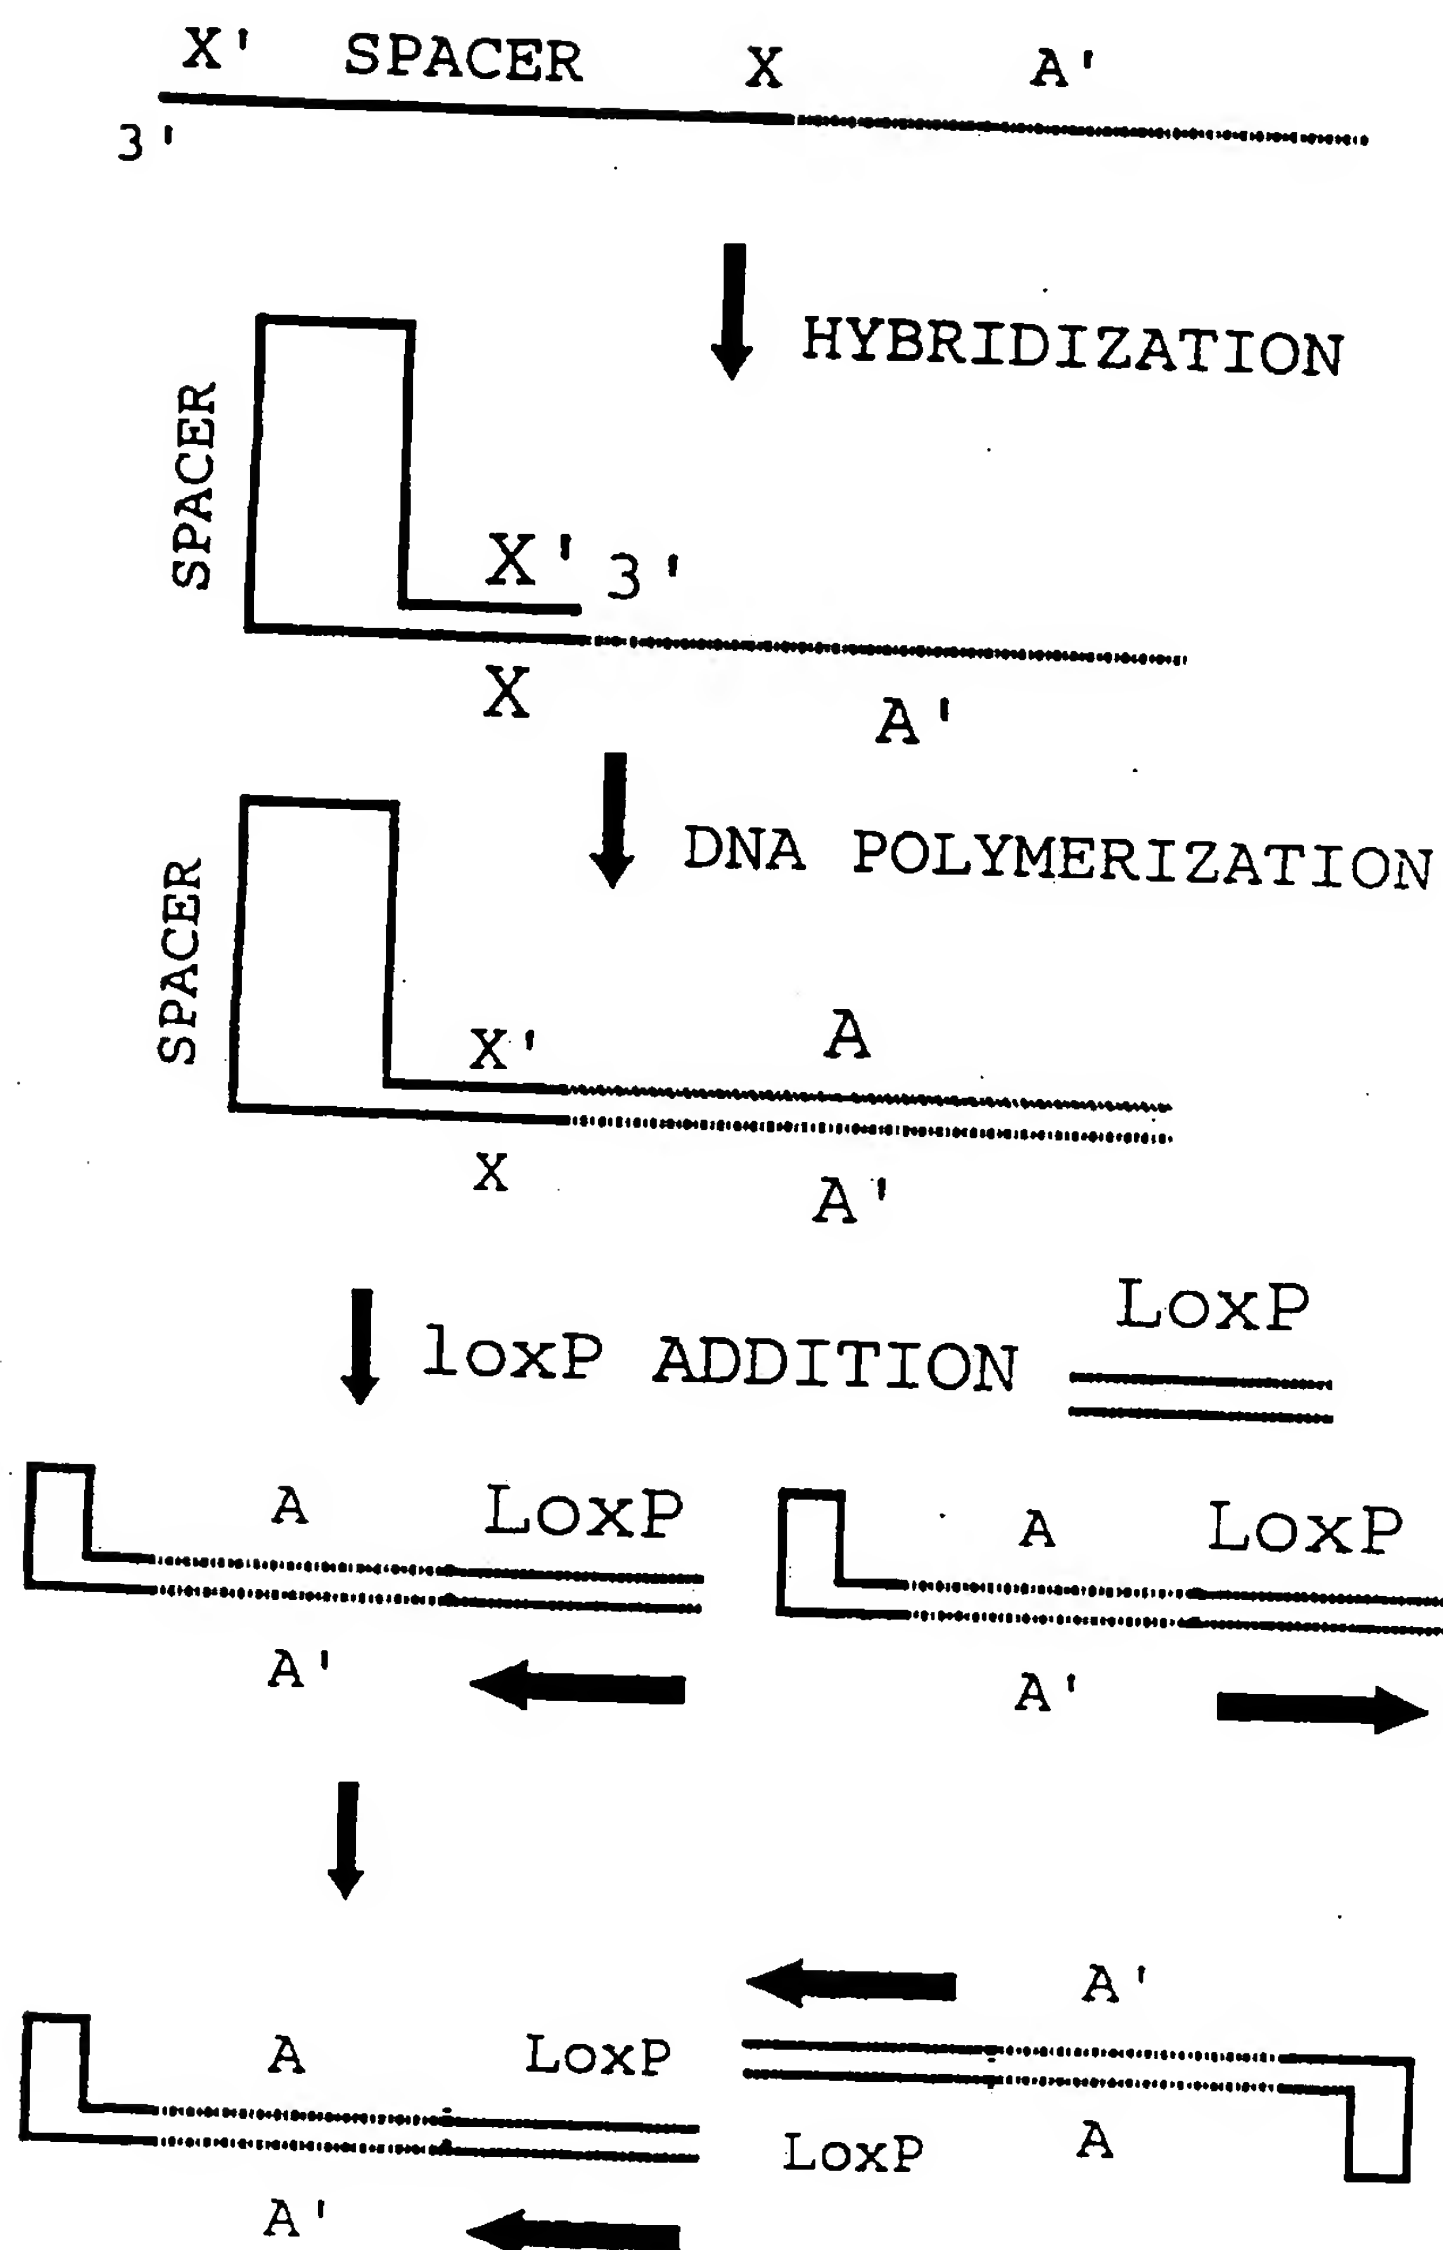 X' SPACER X A'
3'
HYBRIDIZATION
SPACER
X' 3'
X
A'
DNA POLYMERIZATION
SPACER
X'
A
X
A'
LoxP
loxP ADDITION
A LoxP
A LoxP
A'
A'
A'
A LoxP
LoxP A
A'